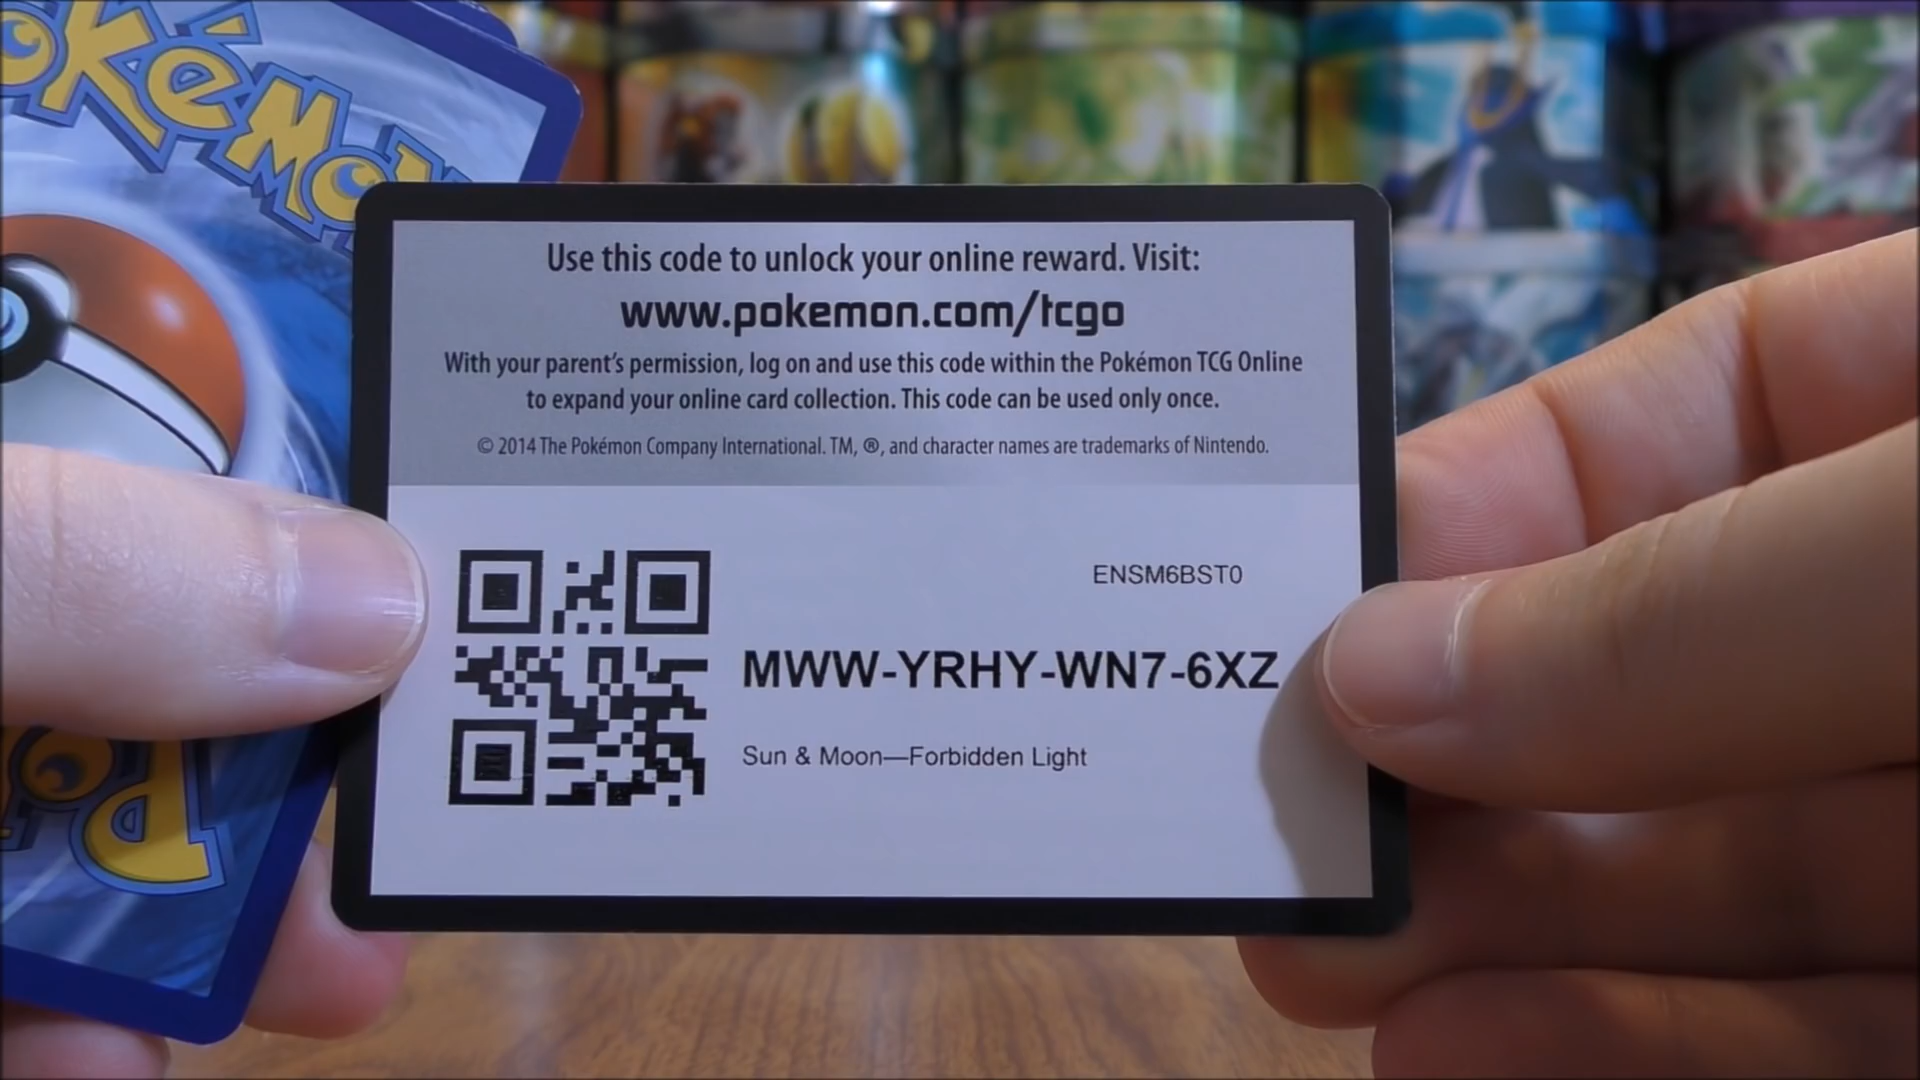 Pokémon
Use this code to unlock your online reward. Visit:
www.pokemon.com/tcgo
With your parent's permission, log on and use this code within the Pokémon TCG Online
to expand your online card collection. This code can be used only once.
© 2014 The Pokémon Company International. TM, ®, and character names are trademarks of Nintendo.
ENSM6BST0
MWW-YRHY-WN7-6XZ
Sun & Moon—Forbidden Light